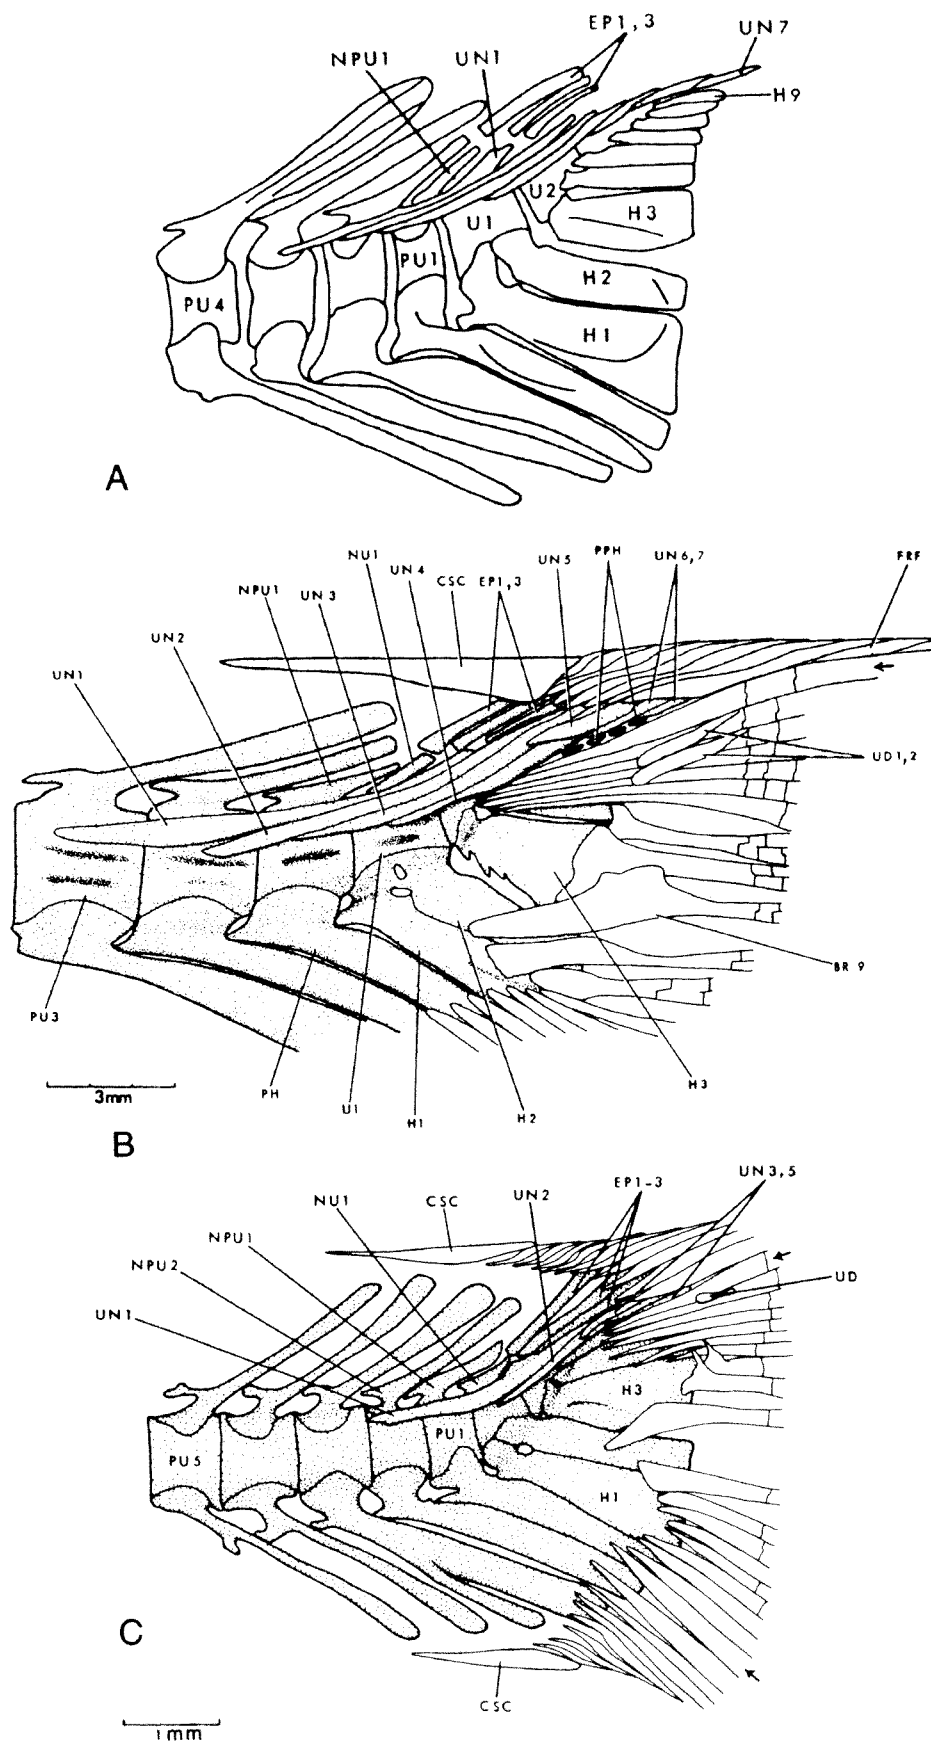 EP1,3
UN7
NPU1
UN1
H9
U2
U1
H3
PU1
H2
PU4
H1
A
NU1
UN4
CSC
EP1,3
UN5
PPH
UN6,7
FRF
NPU1
UN3
UN2
UN1
UD1,2
BR9
PU3
PH
U1
H1
H2
H3
3mm
B
EP1-3
UN3,5
NU1
CSC
UN2
NPU1
NPU2
UD
UN1
H3
PU1
PU5
H1
C
CSC
1mm